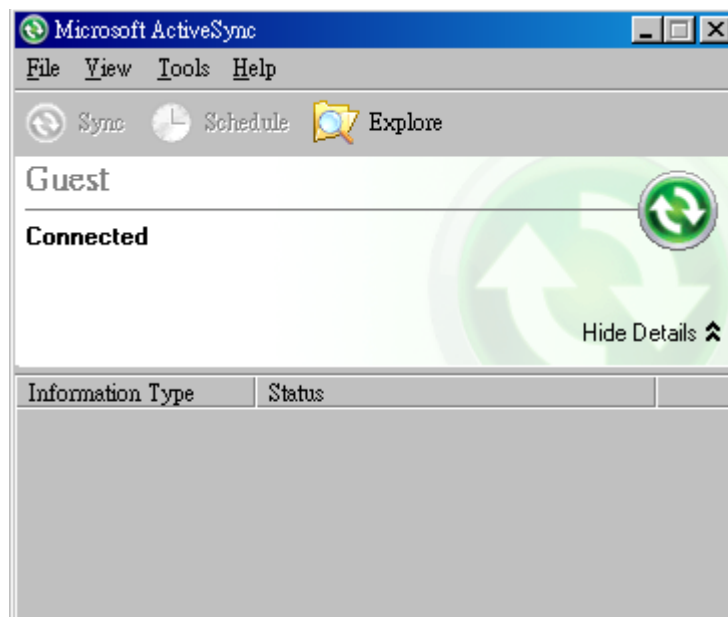 Microsoft ActiveSync
File View Tools Help
Sync Schedule Explore
Guest
Connected
Hide Details
Information Type Status